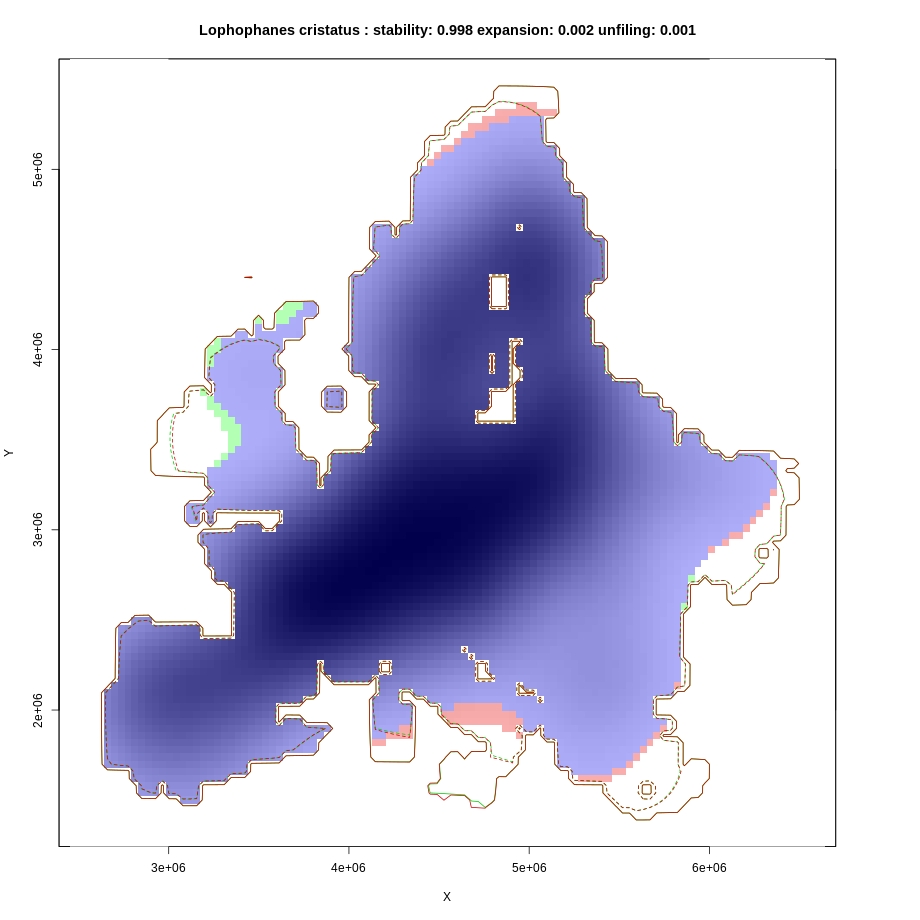 Lophophanes cristatus : stability: 0.998 expansion: 0.002 unfiling: 0.001
5e+06
4e+06
Y
3e+06
2e+06
3e+06
4e+06
5e+06
6e+06
X